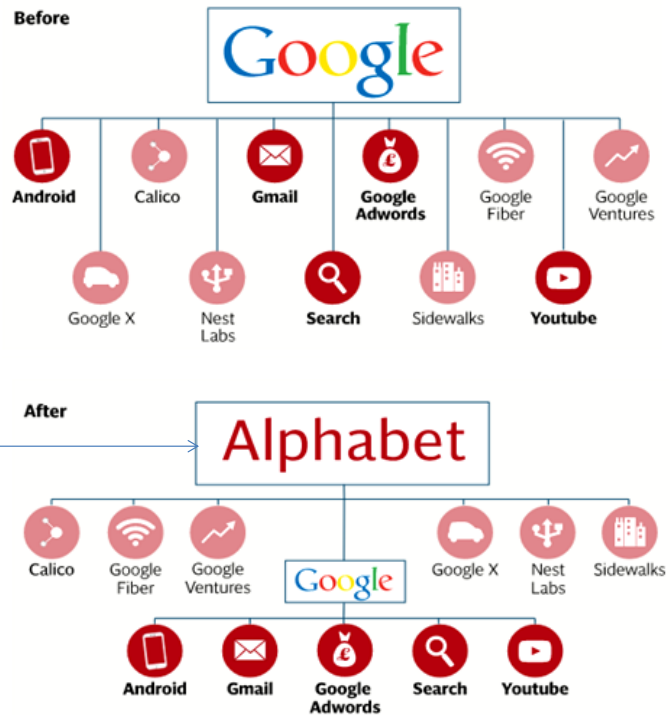 Before
Google
Android
Calico
Gmail
Google
Adwords
Google
Fiber
Google
Ventures
Google X
Nest
Labs
Search
Sidewalks
Youtube
After
Alphabet
Calico
Google
Fiber
Google
Ventures
Google X
Nest
Labs
Sidewalks
Google
Android
Gmail
Google
Adwords
Search
Youtube